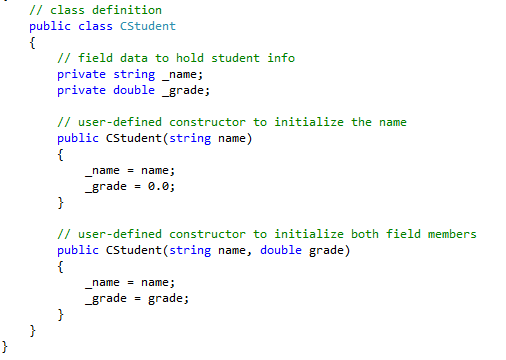 // class definition
public class CStudent
{
// field data to hold student info
private string _name;
private double _grade;
// user-defined constructor to initialize the name
public CStudent(string name)
{
_name = name;
_grade = 0.0;
}
// user-defined constructor to initialize both field members
public CStudent(string name, double grade)
{
_name = name;
_grade = grade;
}
}
}